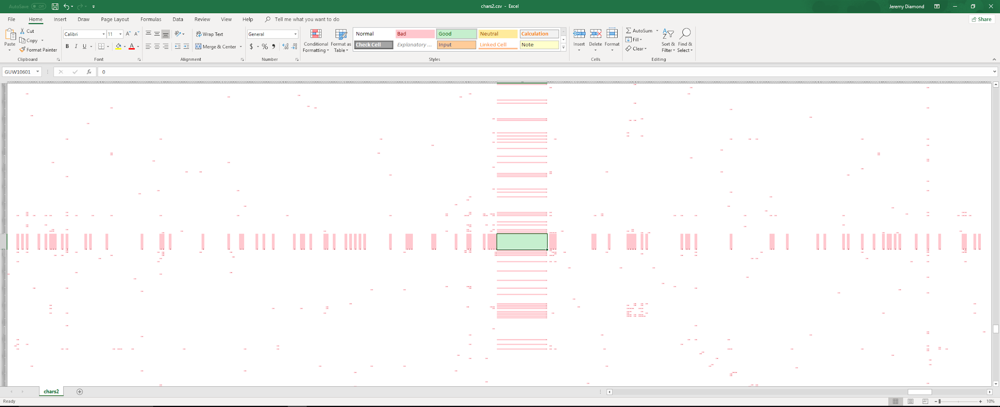 AutoSave Off chars2.csv - Excel Jeremy Diamond
File Home Insert Draw Page Layout Formulas Data Review View Help Tell me what you want to do Share
Paste
Cut
Copy
Format Painter
Clipboard
Calibri 11
B I U
Font
Wrap Text
Merge & Center
Alignment
General
$ % ,
Number
Conditional Formatting
Format as Table
Normal Bad Good Neutral Calculation
Check Cell Explanatory ... Input Linked Cell Note
Styles
Insert Delete Format
Cells
AutoSum
Fill
Clear
Sort & Filter
Find & Select
Editing
GUW10601 fx 0
chars2
Ready 10%